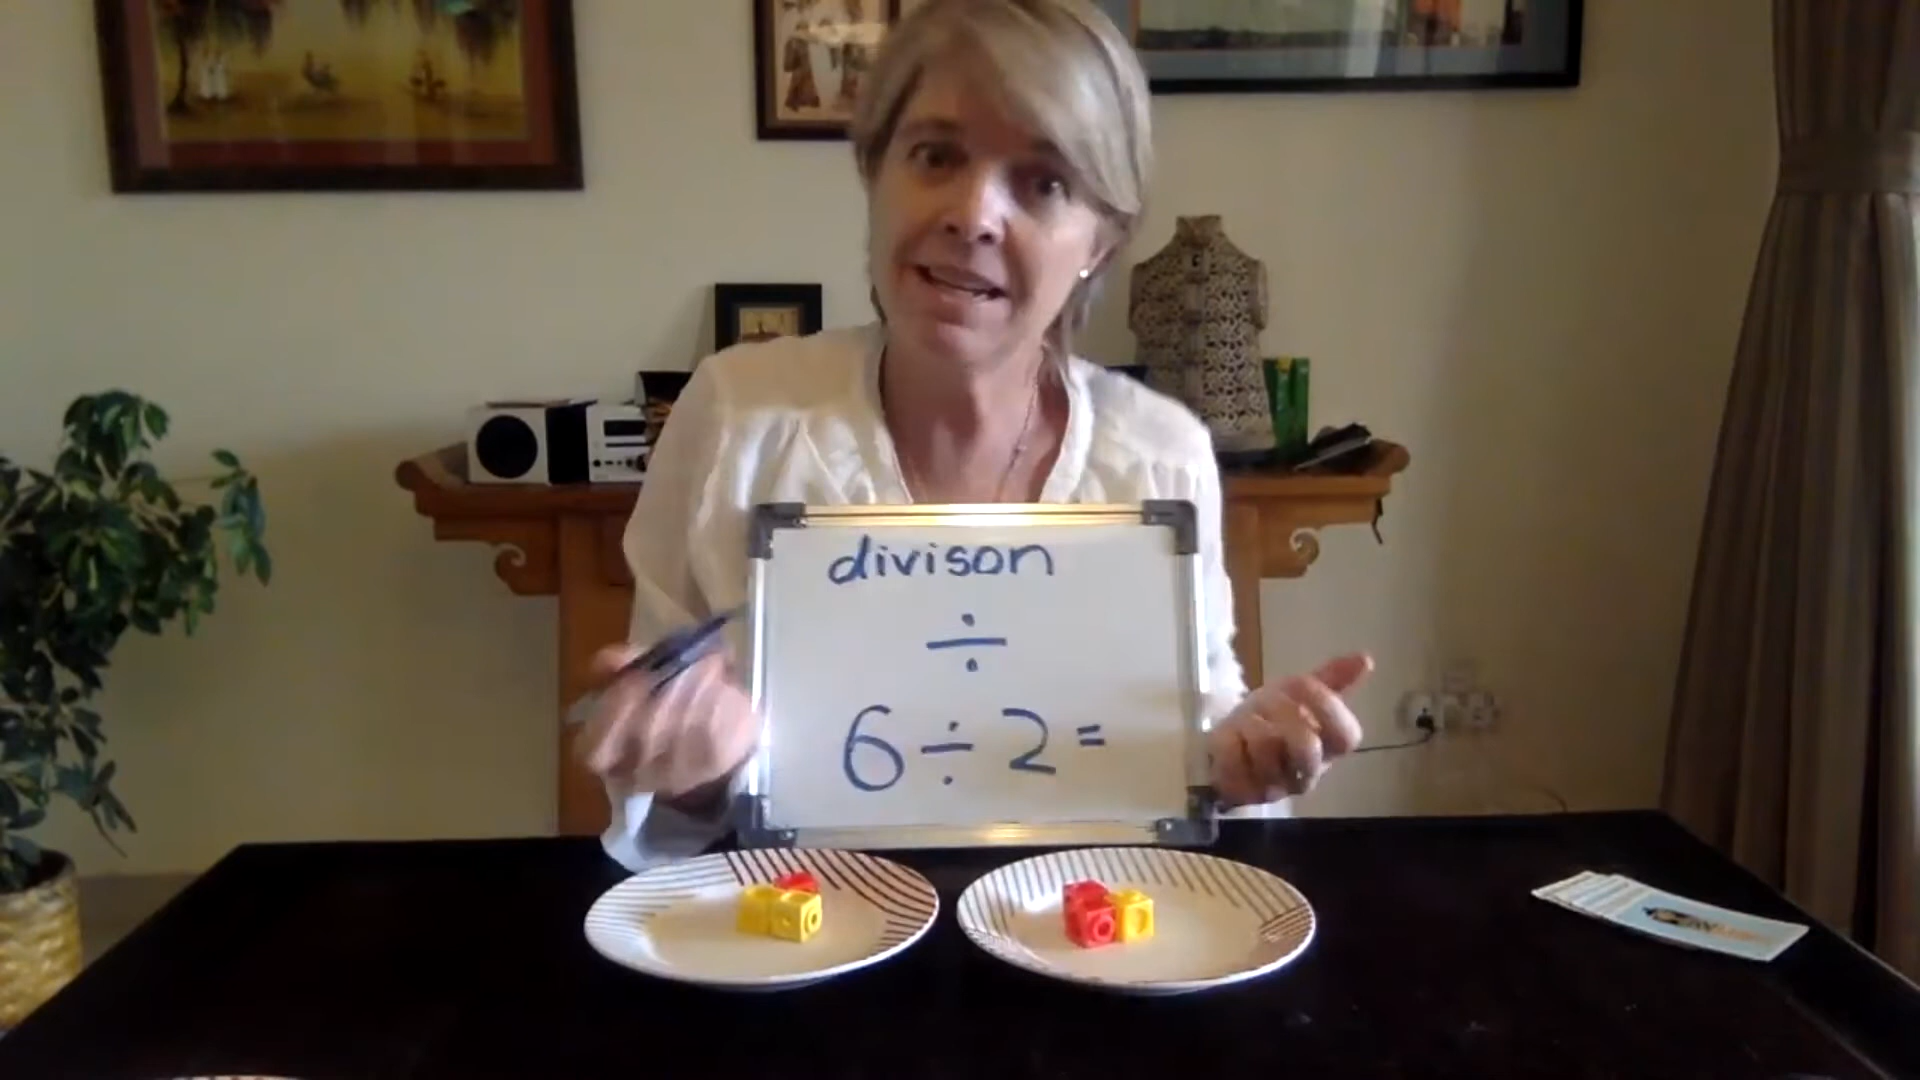 divison
÷
6 ÷ 2 =